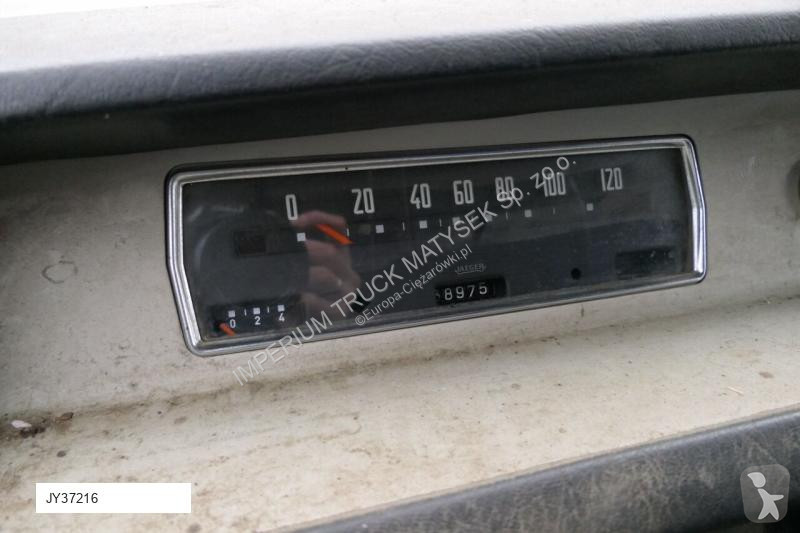 0 20 40 60 80 100 120
JAEGER
8975
0 2 4
IMPERIUM TRUCK MATYSEK Sp. zo.o.
©Europa-Ciężarówki.pl
JY37216